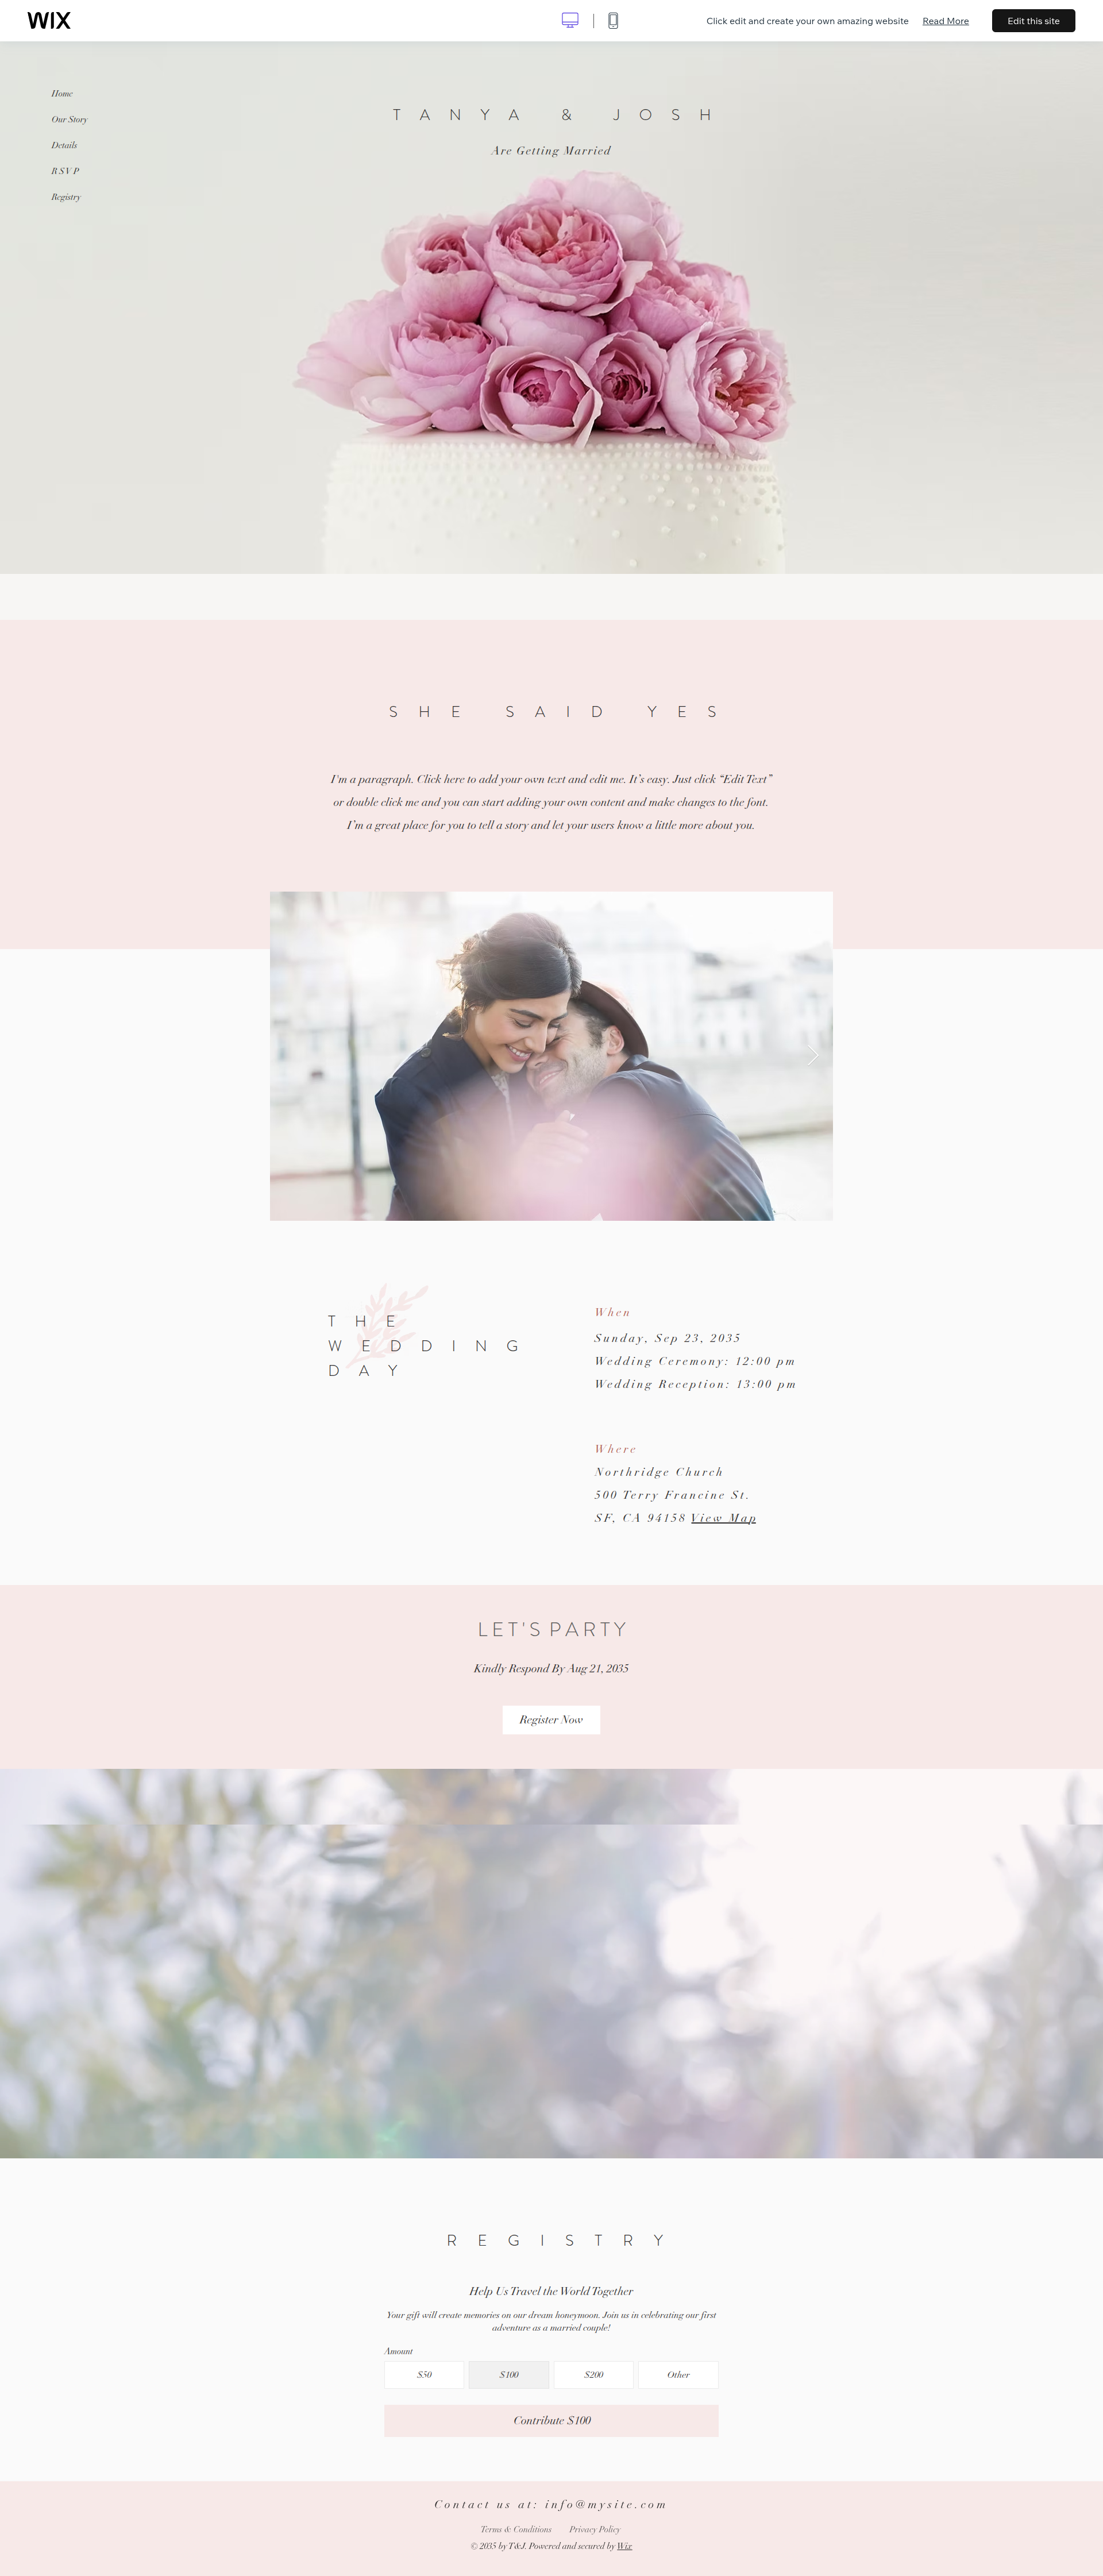 WIX
Click edit and create your own amazing website Read More Edit this site
Home
Our Story
Details
RSVP
Registry
TANYA & JOSH
Are Getting Married
SHE SAID YES
I'm a paragraph. Click here to add your own text and edit me. It's easy. Just click “Edit Text”
or double click me and you can start adding your own content and make changes to the font.
I'm a great place for you to tell a story and let your users know a little more about you.
THE
WEDDING
DAY
When
Sunday, Sep 23, 2035
Wedding Ceremony: 12:00 pm
Wedding Reception: 13:00 pm
Where
Northridge Church
500 Terry Francine St.
SF, CA 94158 View Map
LET'S PARTY
Kindly Respond By Aug 21, 2035
Register Now
REGISTRY
Help Us Travel the World Together
Your gift will create memories on our dream honeymoon. Join us in celebrating our first
adventure as a married couple!
Amount
$50 $100 $200 Other
Contribute $100
Contact us at: info@mysite.com
Terms & Conditions Privacy Policy
© 2035 by T&J. Powered and secured by Wix